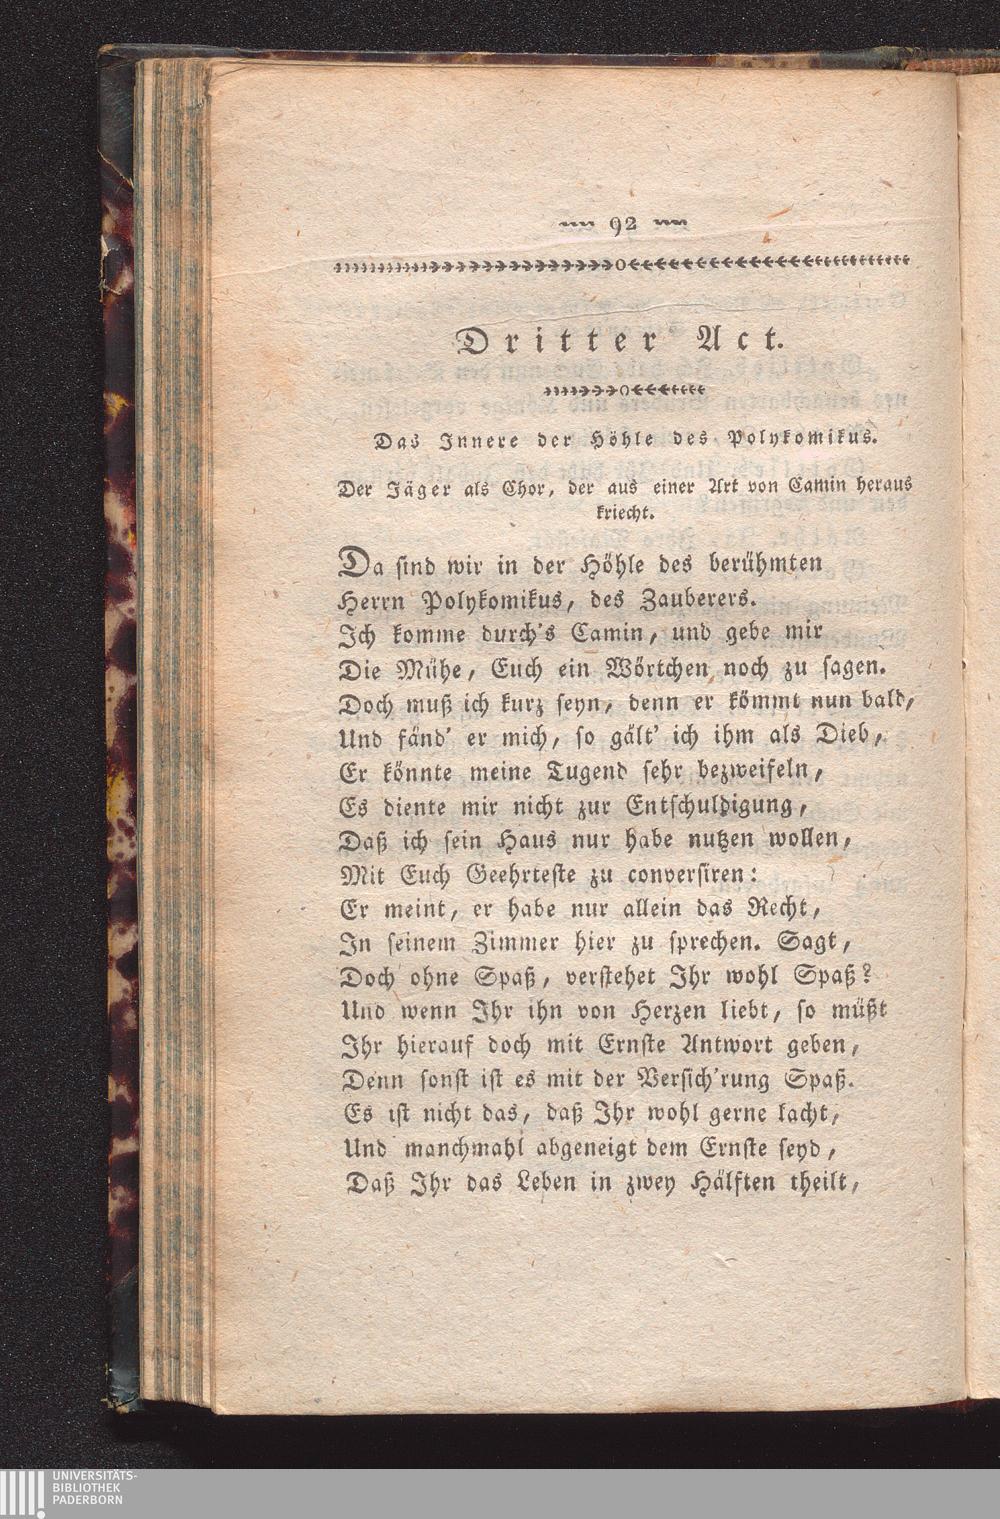 92
Dritter Act.
Das Innere der Höhle des Polykomikus.
Der Jäger als Chor, der aus einer Art von Camin heraus
kriecht.
Da sind wir in der Höhle des berühmten
Herrn Polykomikus, des Zauberers.
Ich komme durch's Camin, und gebe mir
Die Mühe, Euch ein Wörtchen noch zu sagen.
Doch muß ich kurz seyn, denn er kömmt nun bald,
Und fänd' er mich, so gält' ich ihm als Dieb,
Er könnte meine Tugend sehr bezweifeln,
Es diente mir nicht zur Entschuldigung,
Daß ich sein Haus nur habe nutzen wollen,
Mit Euch Geehrteste zu conversiren:
Er meint, er habe nur allein das Recht,
In seinem Zimmer hier zu sprechen. Sagt,
Doch ohne Spaß, verstehet Ihr wohl Spaß?
Und wenn Ihr ihn von Herzen liebt, so müßt
Ihr hierauf doch mit Ernste Antwort geben,
Denn sonst ist es mit der Versich'rung Spaß.
Es ist nicht das, daß Ihr wohl gerne lacht,
Und manchmahl abgeneigt dem Ernste seyd,
Daß Ihr das Leben in zwey Hälften theilt,
UNIVERSITÄTS-
BIBLIOTHEK
PADERBORN